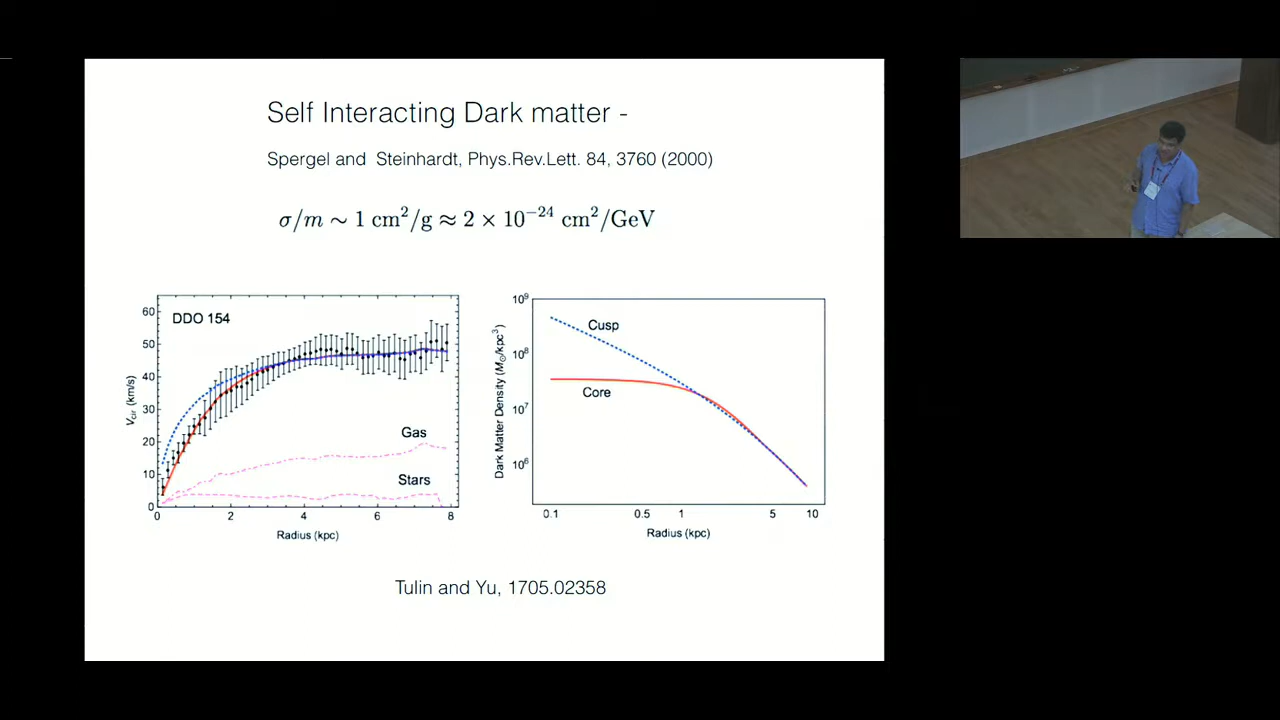 Self Interacting Dark matter -
Spergel and Steinhardt, Phys.Rev.Lett. 84, 3760 (2000)
σ/m ∼ 1 cm²/g ≈ 2 × 10⁻²⁴ cm²/GeV
DDO 154
60
50
40
30
20
10
0
V_cir (km/s)
Gas
Stars
0 2 4 6 8
Radius (kpc)
10⁹
10⁸
10⁷
10⁶
Dark Matter Density (M⊙/kpc³)
Cusp
Core
0.1 0.5 1 5 10
Radius (kpc)
Tulin and Yu, 1705.02358